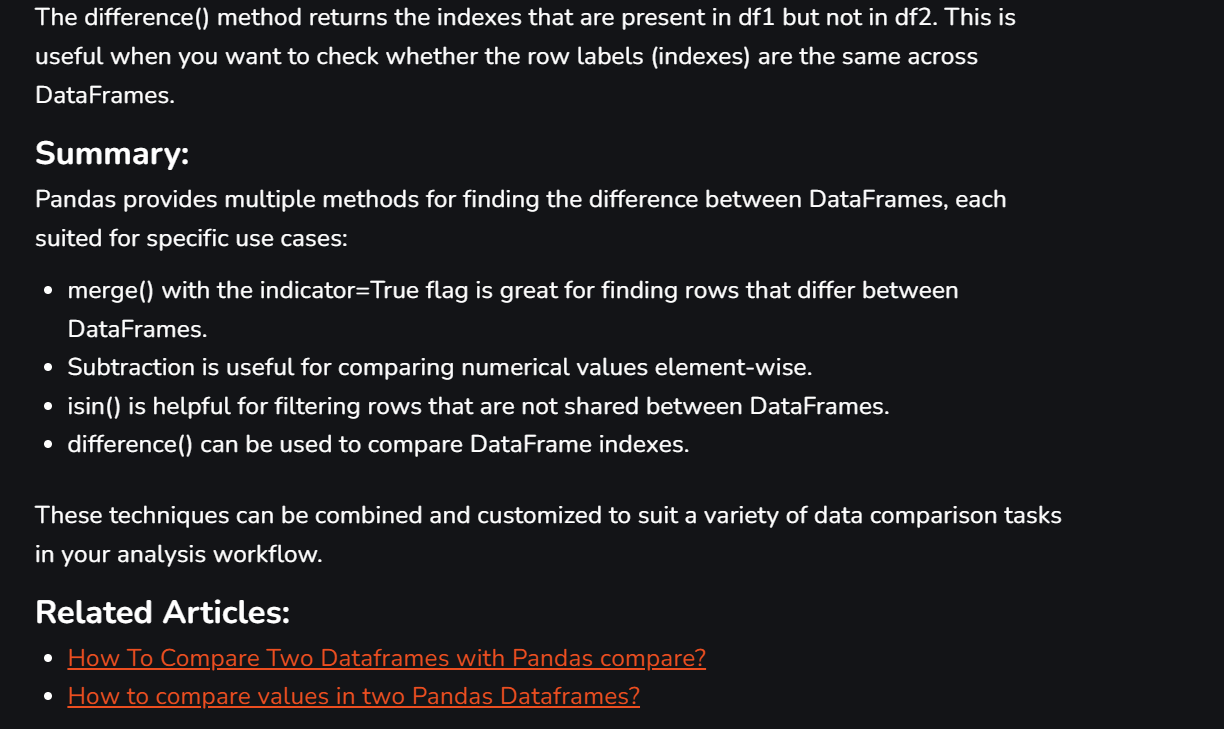 The difference() method returns the indexes that are present in df1 but not in df2. This is
useful when you want to check whether the row labels (indexes) are the same across
DataFrames.
Summary:
Pandas provides multiple methods for finding the difference between DataFrames, each
suited for specific use cases:
merge() with the indicator=True flag is great for finding rows that differ between
DataFrames.
Subtraction is useful for comparing numerical values element-wise.
isin() is helpful for filtering rows that are not shared between DataFrames.
difference() can be used to compare DataFrame indexes.
These techniques can be combined and customized to suit a variety of data comparison tasks
in your analysis workflow.
Related Articles:
How To Compare Two Dataframes with Pandas compare?
How to compare values in two Pandas Dataframes?